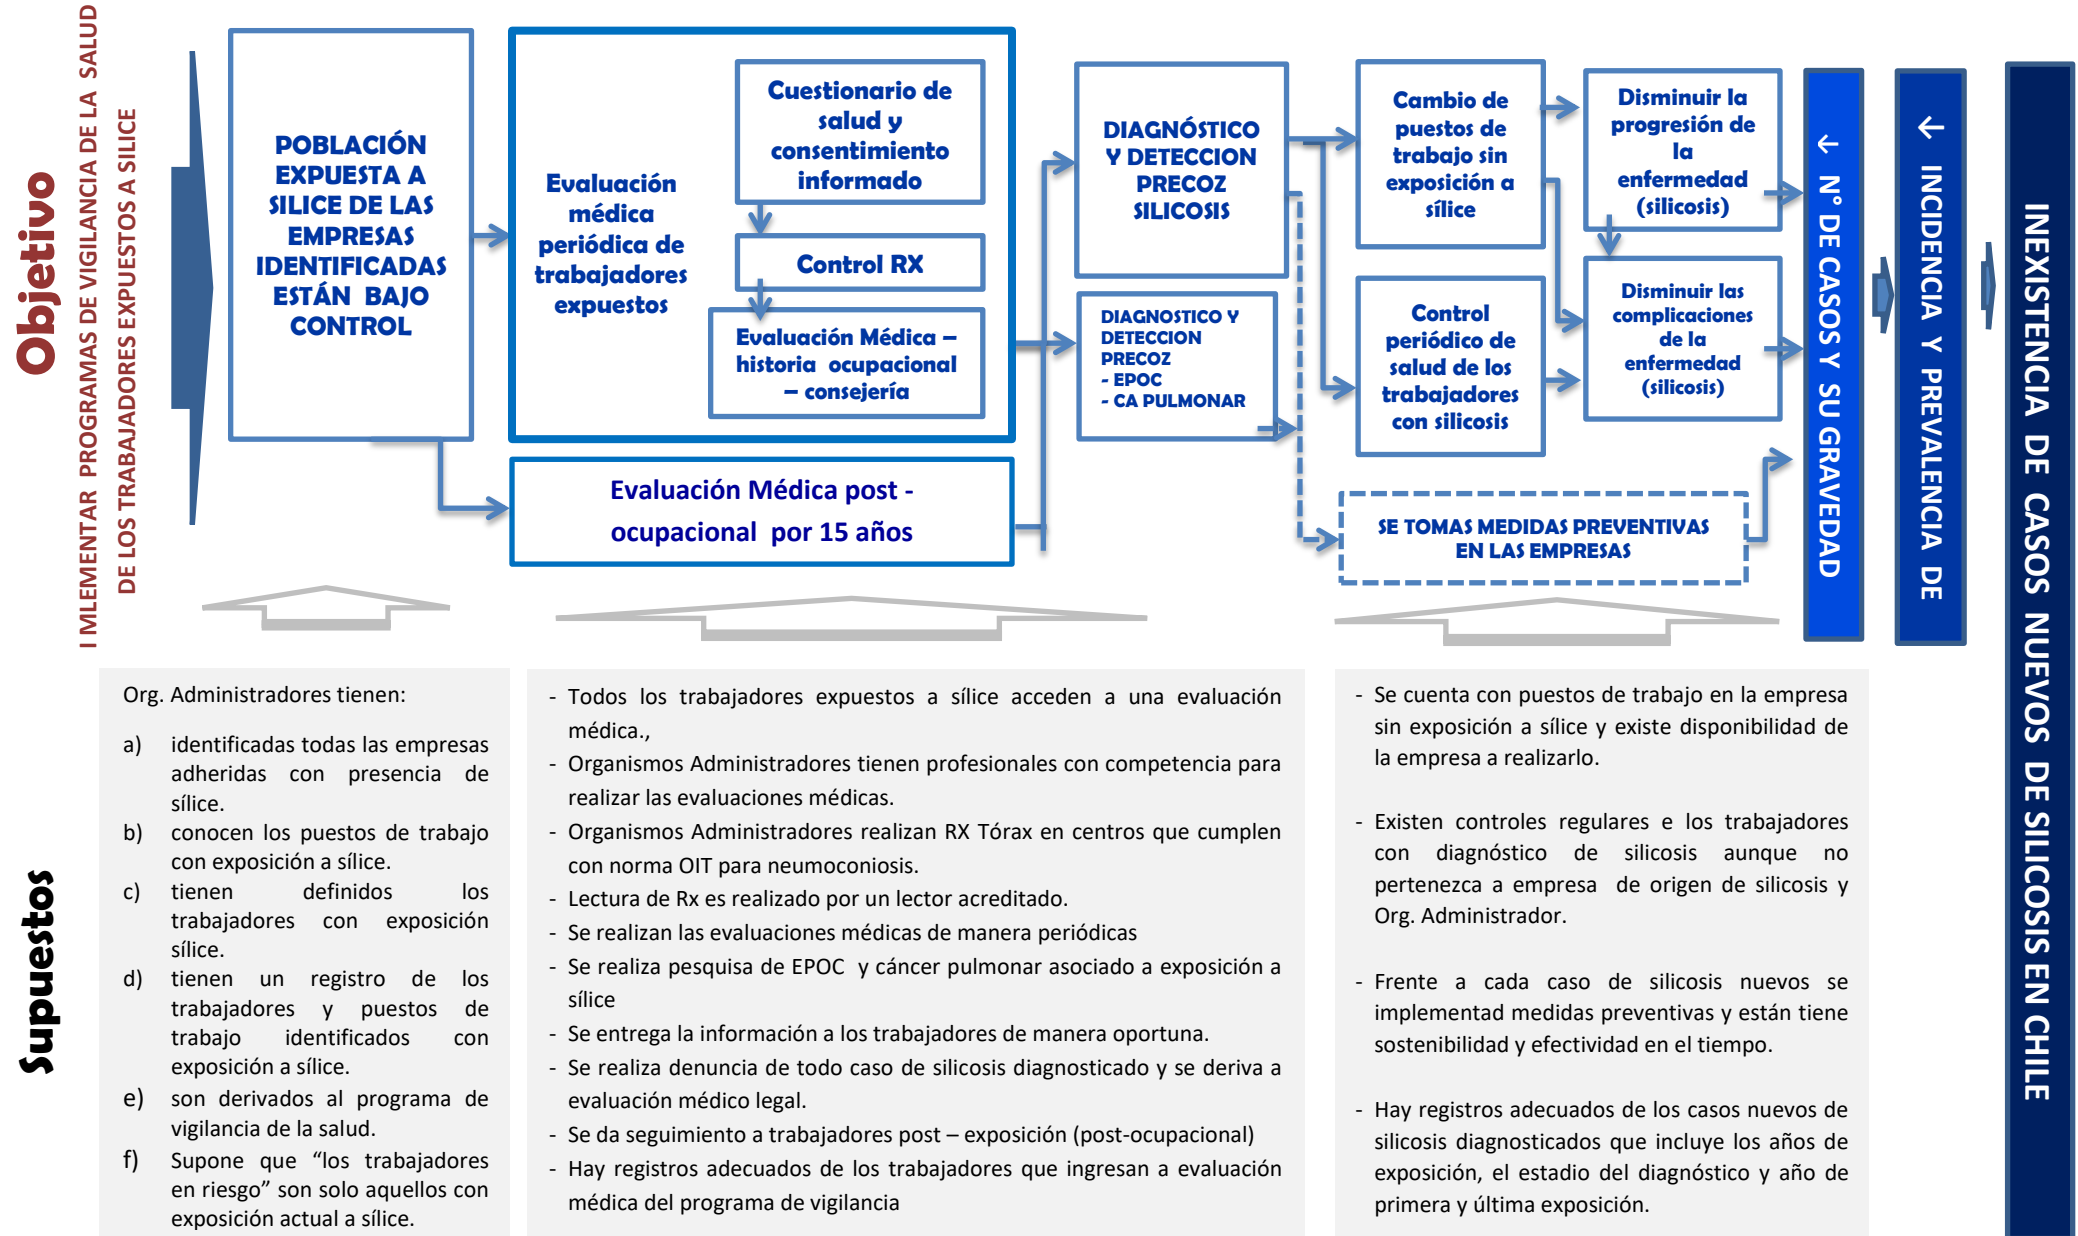 Objetivo
I MLEMENTAR PROGRAMAS DE VIGILANCIA DE LA SALUD
DE LOS TRABAJADORES EXPUESTOS A SILICE
POBLACIÓN
EXPUESTA A
SILICE DE LAS
EMPRESAS
IDENTIFICADAS
ESTÁN BAJO
CONTROL
Evaluación
médica
periódica de
trabajadores
expuestos
Cuestionario de
salud y
consentimiento
informado
Control RX
Evaluación Médica –
historia ocupacional
– consejería
Evaluación Médica post -
ocupacional por 15 años
DIAGNÓSTICO
Y DETECCION
PRECOZ
SILICOSIS
DIAGNOSTICO Y
DETECCION
PRECOZ
- EPOC
- CA PULMONAR
Cambio de
puestos de
trabajo sin
exposición a
sílice
Control
periódico de
salud de los
trabajadores
con silicosis
Disminuir la
progresión de
la
enfermedad
(silicosis)
Disminuir las
complicaciones
de la
enfermedad
(silicosis)
SE TOMAS MEDIDAS PREVENTIVAS
EN LAS EMPRESAS
↓ N° DE CASOS Y SU GRAVEDAD
↓ INCIDENCIA Y PREVALENCIA DE
INEXISTENCIA DE CASOS NUEVOS DE SILICOSIS EN CHILE
Supuestos
Org. Administradores tienen:
a) identificadas todas las empresas
adheridas con presencia de
sílice.
b) conocen los puestos de trabajo
con exposición a sílice.
c) tienen definidos los
trabajadores con exposición
sílice.
d) tienen un registro de los
trabajadores y puestos de
trabajo identificados con
exposición a sílice.
e) son derivados al programa de
vigilancia de la salud.
f) Supone que “los trabajadores
en riesgo” son solo aquellos con
exposición actual a sílice.
- Todos los trabajadores expuestos a sílice acceden a una evaluación
médica.,
- Organismos Administradores tienen profesionales con competencia para
realizar las evaluaciones médicas.
- Organismos Administradores realizan RX Tórax en centros que cumplen
con norma OIT para neumoconiosis.
- Lectura de Rx es realizado por un lector acreditado.
- Se realizan las evaluaciones médicas de manera periódicas
- Se realiza pesquisa de EPOC y cáncer pulmonar asociado a exposición a
sílice
- Se entrega la información a los trabajadores de manera oportuna.
- Se realiza denuncia de todo caso de silicosis diagnosticado y se deriva a
evaluación médico legal.
- Se da seguimiento a trabajadores post – exposición (post-ocupacional)
- Hay registros adecuados de los trabajadores que ingresan a evaluación
médica del programa de vigilancia
- Se cuenta con puestos de trabajo en la empresa
sin exposición a sílice y existe disponibilidad de
la empresa a realizarlo.
- Existen controles regulares e los trabajadores
con diagnóstico de silicosis aunque no
pertenezca a empresa de origen de silicosis y
Org. Administrador.
- Frente a cada caso de silicosis nuevos se
implementad medidas preventivas y están tiene
sostenibilidad y efectividad en el tiempo.
- Hay registros adecuados de los casos nuevos de
silicosis diagnosticados que incluye los años de
exposición, el estadio del diagnóstico y año de
primera y última exposición.